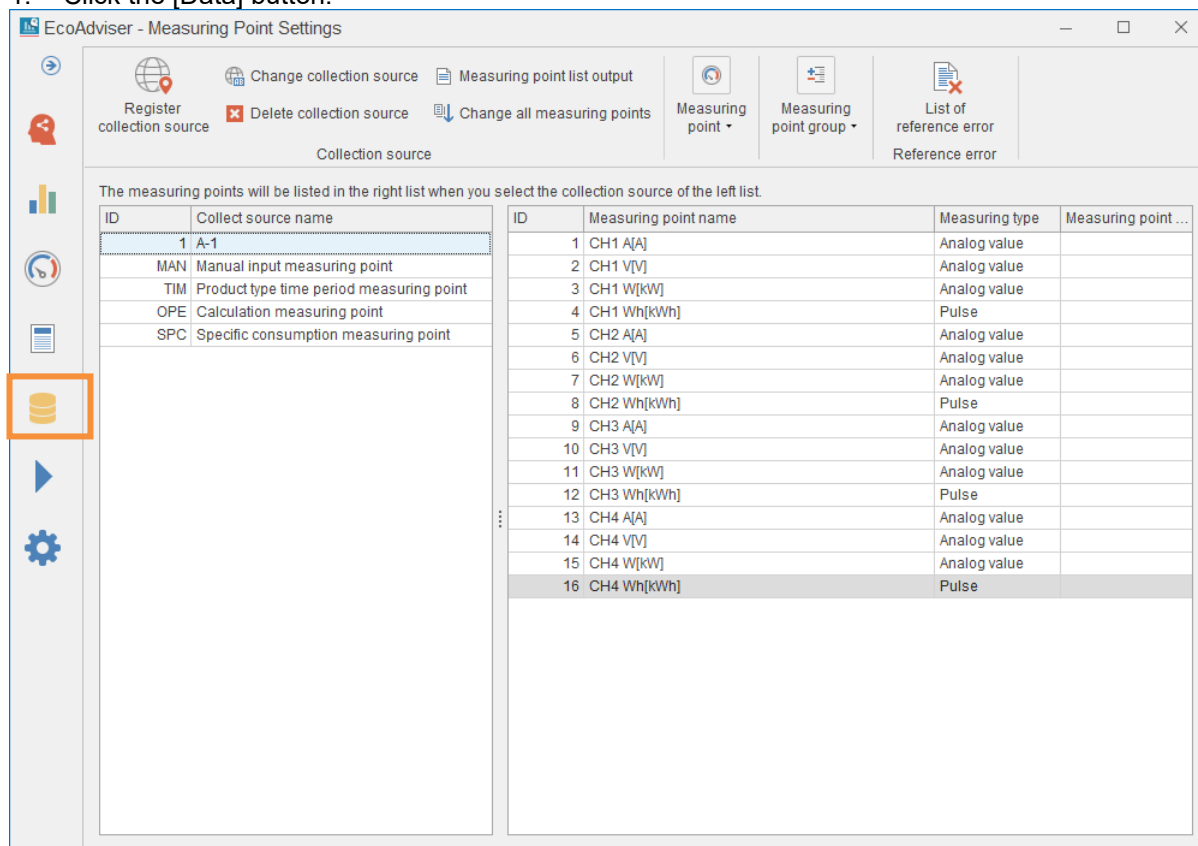 1. Click the [Data] button.
EcoAdviser - Measuring Point Settings
Register collection source
Change collection source
Measuring point list output
Delete collection source
Change all measuring points
Collection source
Measuring point
Measuring point group
List of reference error
Reference error
The measuring points will be listed in the right list when you select the collection source of the left list.
ID Collect source name
1 A-1
MAN Manual input measuring point
TIM Product type time period measuring point
OPE Calculation measuring point
SPC Specific consumption measuring point
ID Measuring point name Measuring type Measuring point ...
1 CH1 A[A] Analog value
2 CH1 V[V] Analog value
3 CH1 W[kW] Analog value
4 CH1 Wh[kWh] Pulse
5 CH2 A[A] Analog value
6 CH2 V[V] Analog value
7 CH2 W[kW] Analog value
8 CH2 Wh[kWh] Pulse
9 CH3 A[A] Analog value
10 CH3 V[V] Analog value
11 CH3 W[kW] Analog value
12 CH3 Wh[kWh] Pulse
13 CH4 A[A] Analog value
14 CH4 V[V] Analog value
15 CH4 W[kW] Analog value
16 CH4 Wh[kWh] Pulse